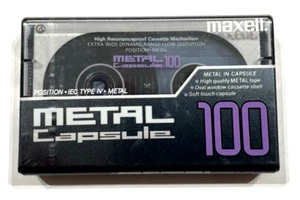 maxell
High Resonanceproof Cassette Mechanism
EXTRA WIDE DYNAMIC RANGE • LOW DISTORTION
POSITION • METAL
METAL 100
Capsule
METAL IN CAPSULE
• High quality METAL tape
• Oval window cassette shell
• Soft touch capsule
POSITION • IEC TYPE IV • METAL
METAL
Capsule
100